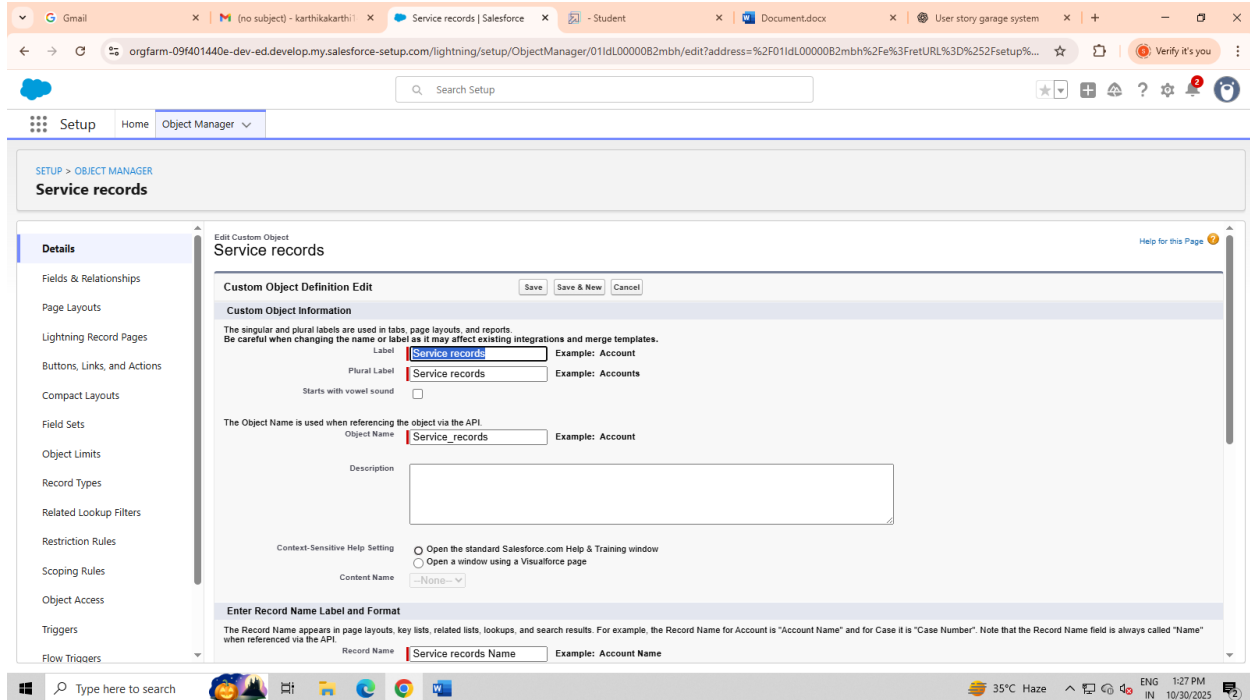 Gmail
(no subject) - karthikakarthi1
Service records | Salesforce
- Student
Document.docx
User story garage system
orgfarm-09f401440e-dev-ed.develop.my.salesforce-setup.com/lightning/setup/ObjectManager/01IdL00000B2mbh/edit?address=%2F01IdL00000B2mbh%2Fe%3FretURL%3D%252Fsetup%...
Verify it's you
Search Setup
2
Setup
Home
Object Manager
SETUP > OBJECT MANAGER
Service records
Details
Fields & Relationships
Page Layouts
Lightning Record Pages
Buttons, Links, and Actions
Compact Layouts
Field Sets
Object Limits
Record Types
Related Lookup Filters
Restriction Rules
Scoping Rules
Object Access
Triggers
Flow Triggers
Edit Custom Object
Service records
Help for this Page
Custom Object Definition Edit
Save
Save & New
Cancel
Custom Object Information
The singular and plural labels are used in tabs, page layouts, and reports.
Be careful when changing the name or label as it may affect existing integrations and merge templates.
Label Service records Example: Account
Plural Label Service records Example: Accounts
Starts with vowel sound
The Object Name is used when referencing the object via the API.
Object Name Service_records Example: Account
Description
Context-Sensitive Help Setting Open the standard Salesforce.com Help & Training window
Open a window using a Visualforce page
Content Name --None--
Enter Record Name Label and Format
The Record Name appears in page layouts, key lists, related lists, lookups, and search results. For example, the Record Name for Account is "Account Name" and for Case it is "Case Number". Note that the Record Name field is always called "Name"
when referenced via the API.
Record Name Service records Name Example: Account Name
Type here to search
35°C Haze
ENG
IN
1:27 PM
10/30/2025
2